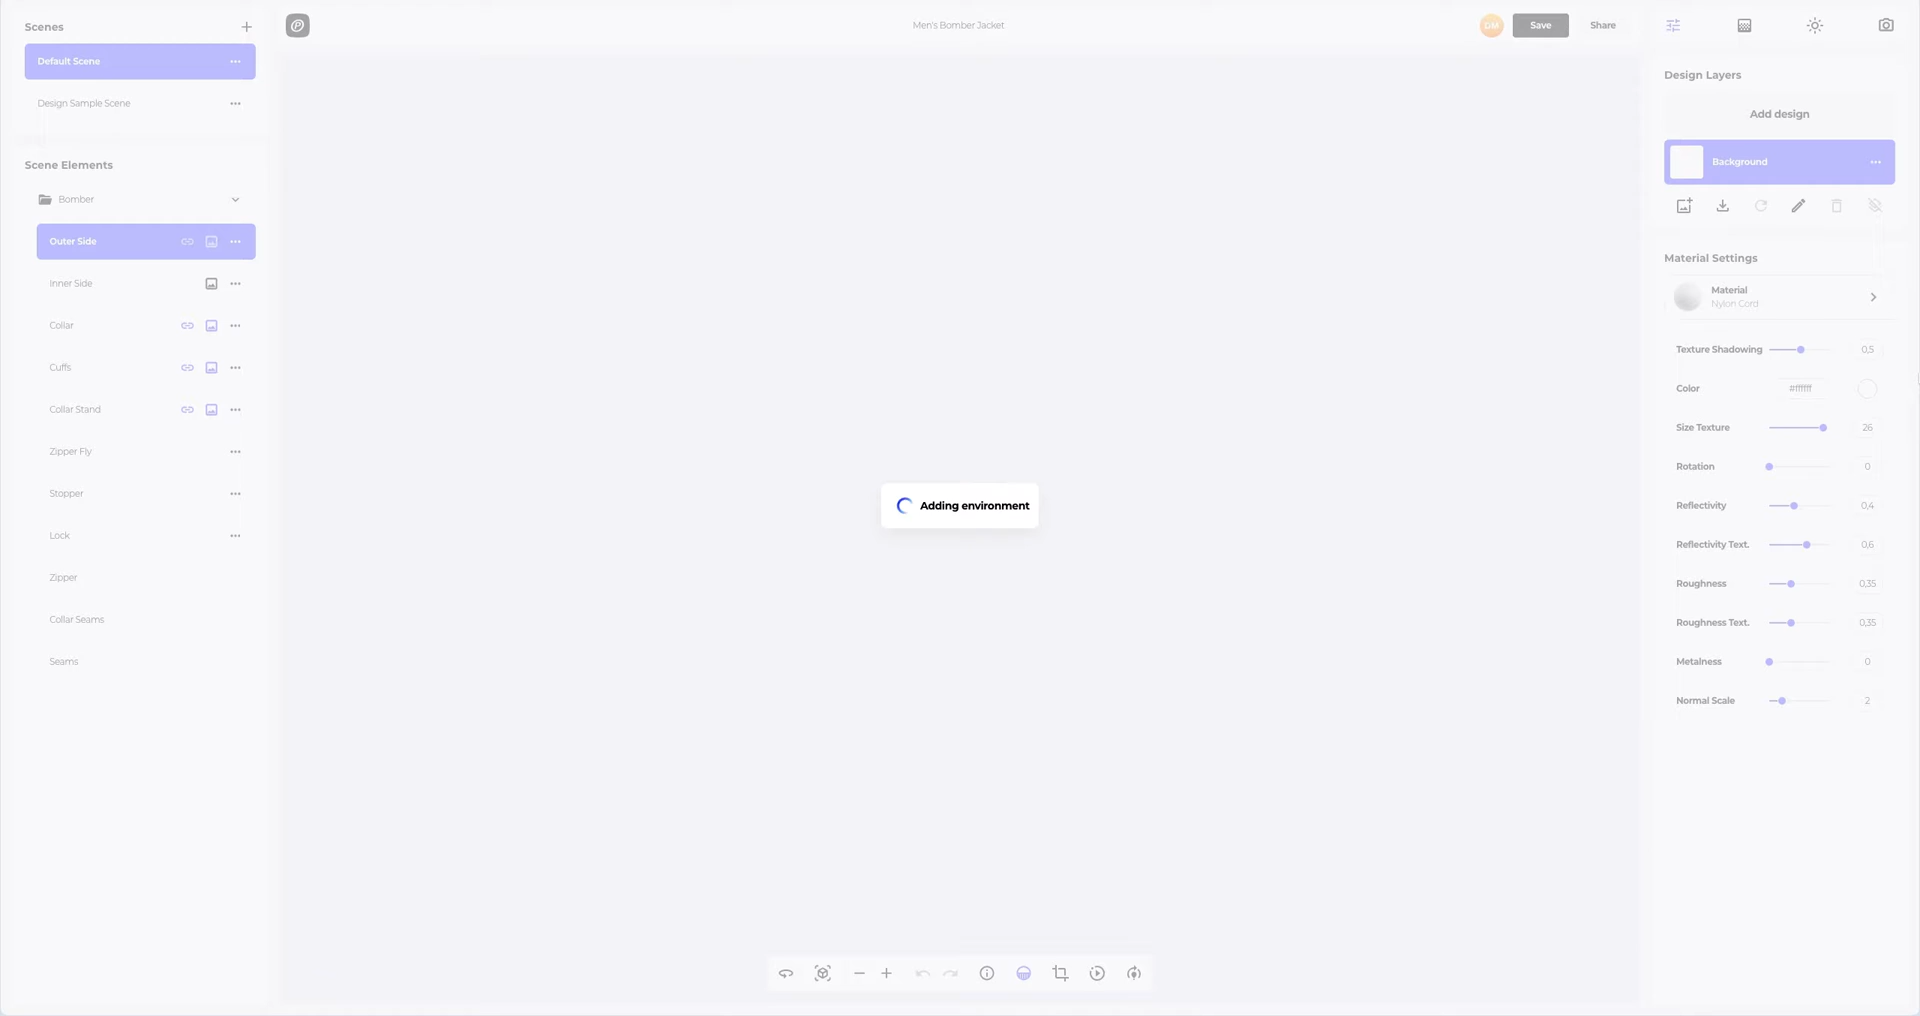 Scenes
Default Scene
Design Sample Scene
Scene Elements
Bomber
Outer Side
Inner Side
Collar
Cuffs
Collar Stand
Zipper Fly
Stopper
Lock
Zipper
Collar Seams
Seams
Men's Bomber Jacket
DM
Save
Share
Adding environment
Design Layers
Add design
Background
Material Settings
Material
Nylon Cord
Texture Shadowing 0,5
Color #ffffff
Size Texture 26
Rotation 0
Reflectivity 0,4
Reflectivity Text. 0,6
Roughness 0,35
Roughness Text. 0,35
Metalness 0
Normal Scale 2